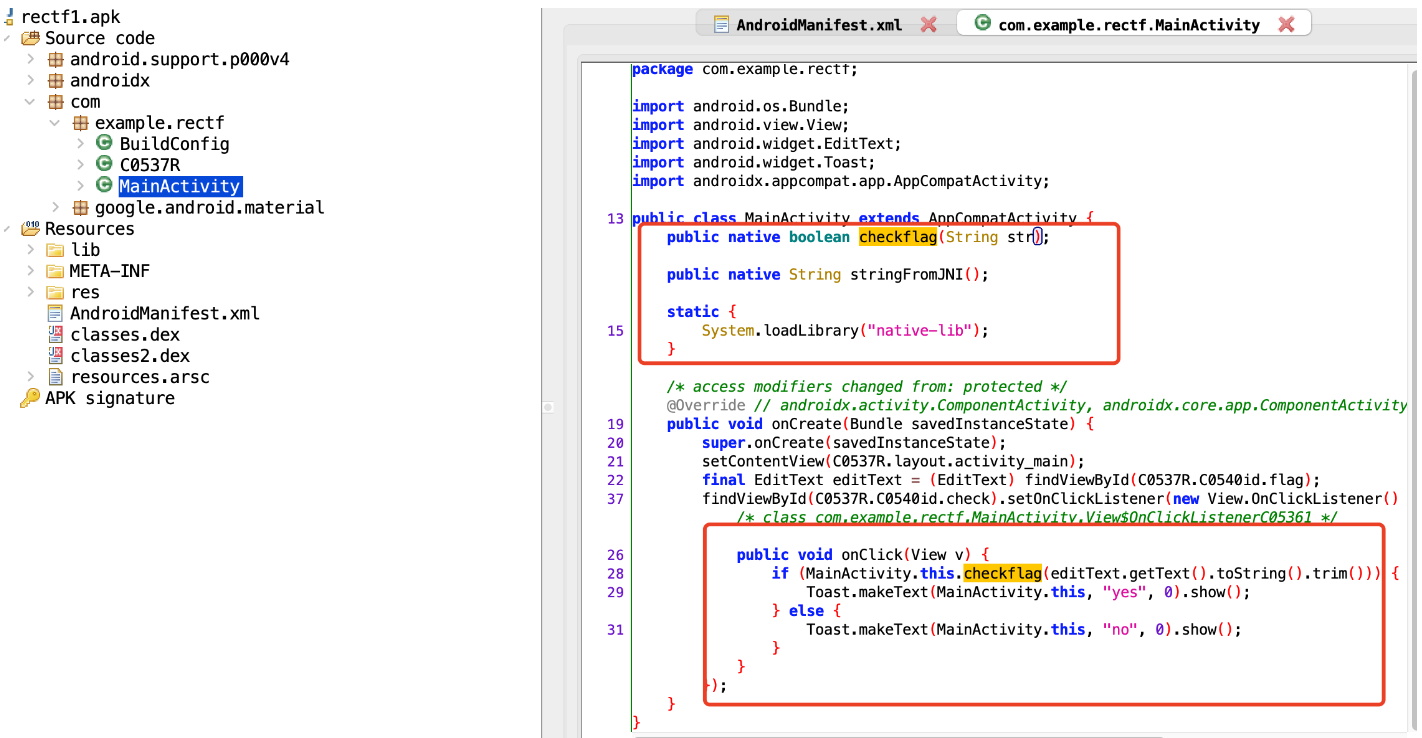 rectf1.apk
Source code
android.support.p000v4
androidx
com
example.rectf
BuildConfig
C0537R
MainActivity
google.android.material
Resources
lib
META-INF
res
AndroidManifest.xml
classes.dex
classes2.dex
resources.arsc
APK signature
AndroidManifest.xml
com.example.rectf.MainActivity
package com.example.rectf;
import android.os.Bundle;
import android.view.View;
import android.widget.EditText;
import android.widget.Toast;
import androidx.appcompat.app.AppCompatActivity;
13 public class MainActivity extends AppCompatActivity {
public native boolean checkflag(String str);
public native String stringFromJNI();
static {
15 System.loadLibrary("native-lib");
}
/* access modifiers changed from: protected */
@Override // androidx.activity.ComponentActivity, androidx.core.app.ComponentActivity
19 public void onCreate(Bundle savedInstanceState) {
20 super.onCreate(savedInstanceState);
21 setContentView(C0537R.layout.activity_main);
22 final EditText editText = (EditText) findViewById(C0537R.C0540id.flag);
37 findViewById(C0537R.C0540id.check).setOnClickListener(new View.OnClickListener()
/* class com.example.rectf.MainActivity.View$OnClickListenerC05361 */
26 public void onClick(View v) {
28 if (MainActivity.this.checkflag(editText.getText().toString().trim())) {
29 Toast.makeText(MainActivity.this, "yes", 0).show();
} else {
31 Toast.makeText(MainActivity.this, "no", 0).show();
}
}
});
}
}